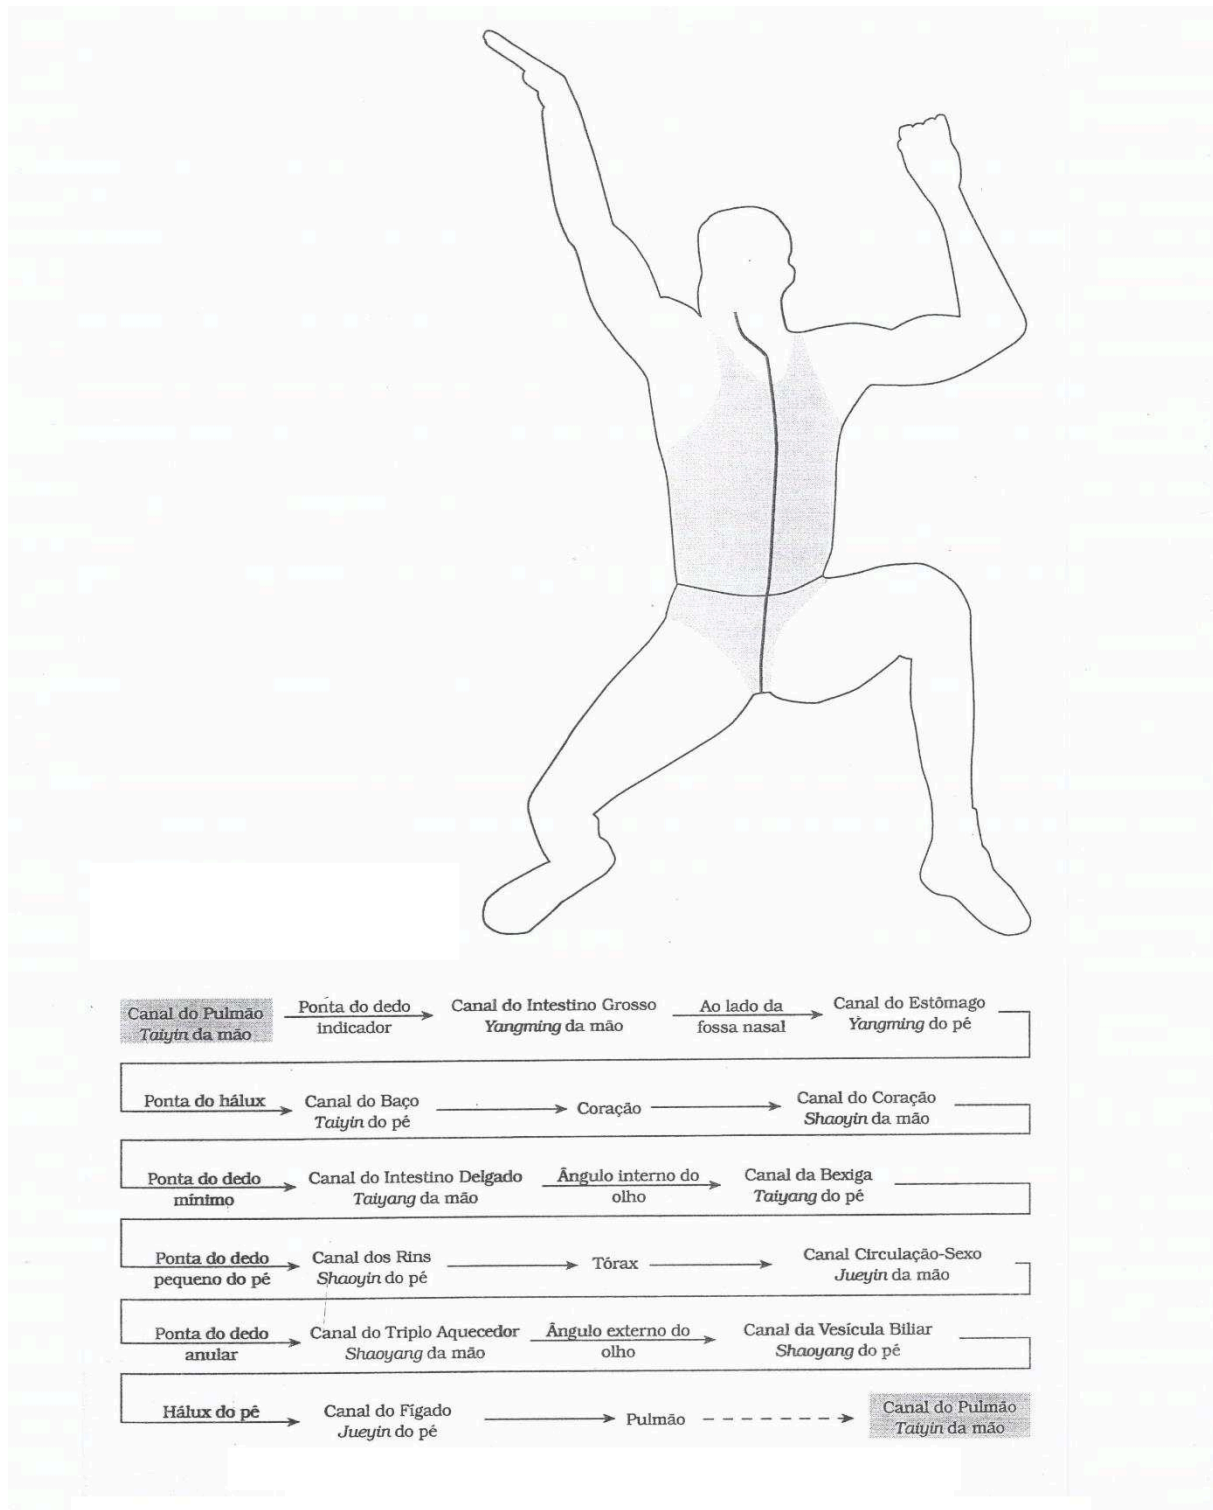 Canal do Pulmão
Taiyin da mão
Ponta do dedo
indicador
Canal do Intestino Grosso
Yangming da mão
Ao lado da
fossa nasal
Canal do Estômago
Yangming do pé
Ponta do hálux
Canal do Baço
Taiyin do pé
Coração
Canal do Coração
Shaoyin da mão
Ponta do dedo
mínimo
Canal do Intestino Delgado
Taiyang da mão
Ângulo interno do
olho
Canal da Bexiga
Taiyang do pé
Ponta do dedo
pequeno do pé
Canal dos Rins
Shaoyin do pé
Tórax
Canal Circulação-Sexo
Jueyin da mão
Ponta do dedo
anular
Canal do Triplo Aquecedor
Shaoyang da mão
Ângulo externo do
olho
Canal da Vesícula Biliar
Shaoyang do pé
Hálux do pé
Canal do Fígado
Jueyin do pé
Pulmão
Canal do Pulmão
Taiyin da mão